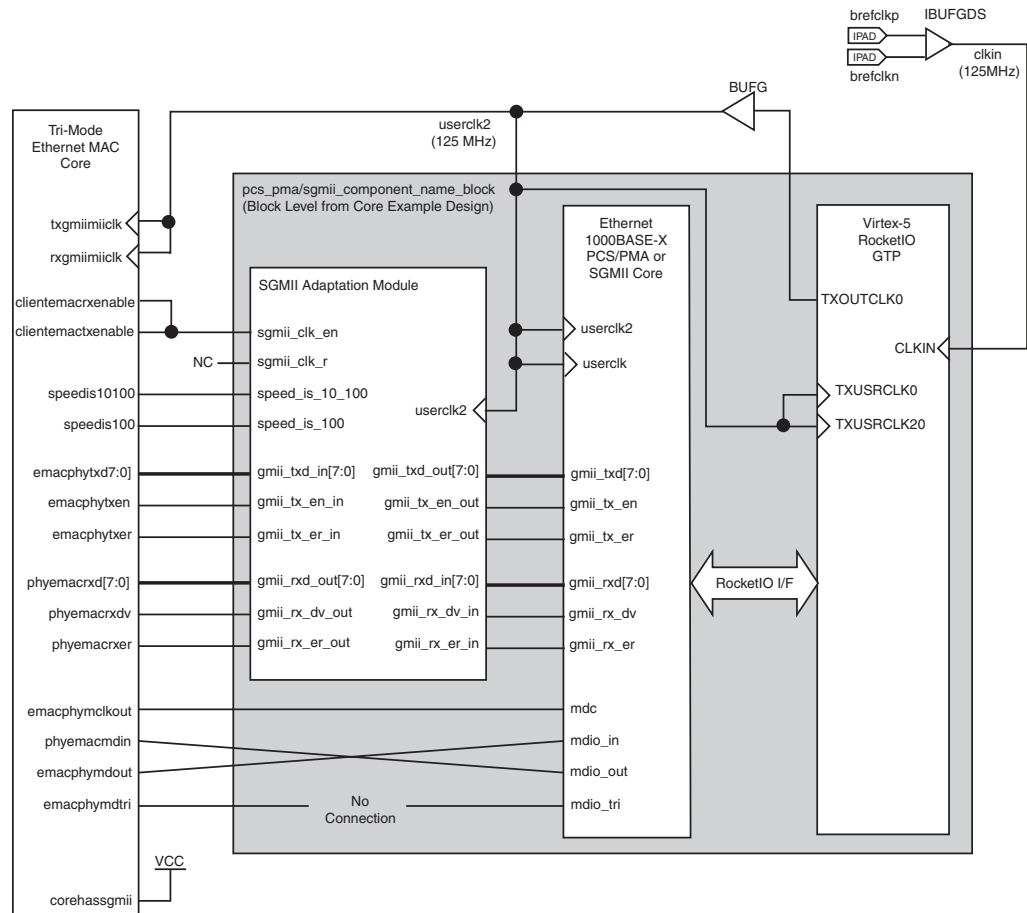 brefclkp
IBUFGDS
IPAD
IPAD
brefclkn
clkin
(125MHz)
BUFG
userclk2
(125 MHz)
Tri-Mode
Ethernet MAC
Core
txgmiimiiclk
rxgmiimiiclk
clientemacrxenable
clientemactxenable
NC
speedis10100
speedis100
emacphytxd7:0]
emacphytxen
emacphytxer
phyemacrxd[7:0]
phyemacrxdv
phyemacrxer
emacphymclkout
phyemacmdin
emacphymdout
emacphymdtri
VCC
corehassgmii
pcs_pma/sgmii_component_name_block
(Block Level from Core Example Design)
SGMII Adaptation Module
sgmii_clk_en
sgmii_clk_r
speed_is_10_100
userclk2
speed_is_100
gmii_txd_in[7:0] gmii_txd_out[7:0]
gmii_tx_en_in gmii_tx_en_out
gmii_tx_er_in gmii_tx_er_out
gmii_rxd_out[7:0] gmii_rxd_in[7:0]
gmii_rx_dv_out gmii_rx_dv_in
gmii_rx_er_out gmii_rx_er_in
No
Connection
Ethernet
1000BASE-X
PCS/PMA or
SGMII Core
userclk2
userclk
gmii_txd[7:0]
gmii_tx_en
gmii_tx_er
gmii_rxd[7:0]
gmii_rx_dv
gmii_rx_er
mdc
mdio_in
mdio_out
mdio_tri
RocketIO I/F
Virtex-5
RocketIO
GTP
TXOUTCLK0
CLKIN
TXUSRCLK0
TXUSRCLK20